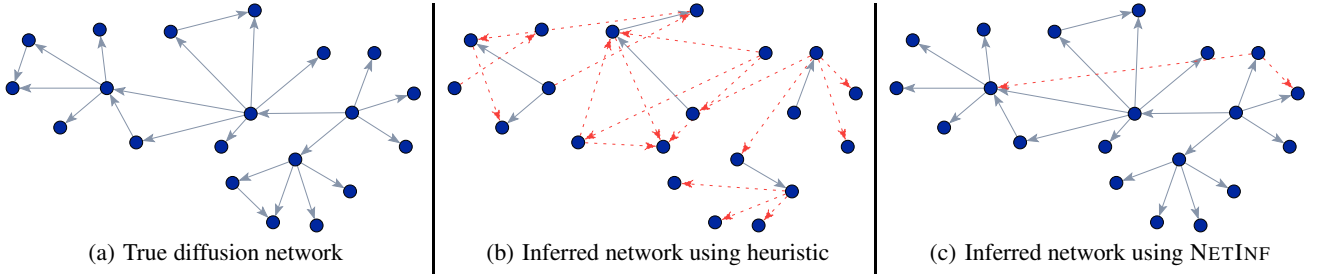 (a) True diffusion network
(b) Inferred network using heuristic
(c) Inferred network using NETINF